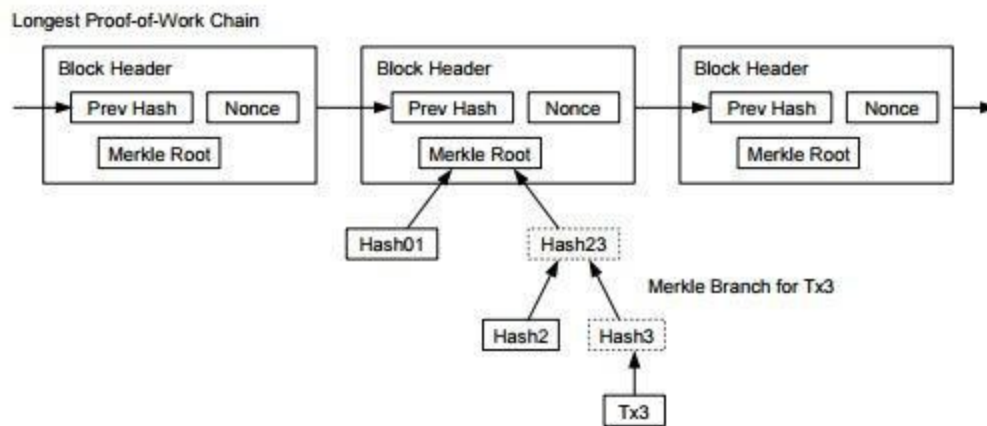 Longest Proof-of-Work Chain
Block Header
Prev Hash
Nonce
Merkle Root
Block Header
Prev Hash
Nonce
Merkle Root
Block Header
Prev Hash
Nonce
Merkle Root
Hash01
Hash23
Merkle Branch for Tx3
Hash2
Hash3
Tx3